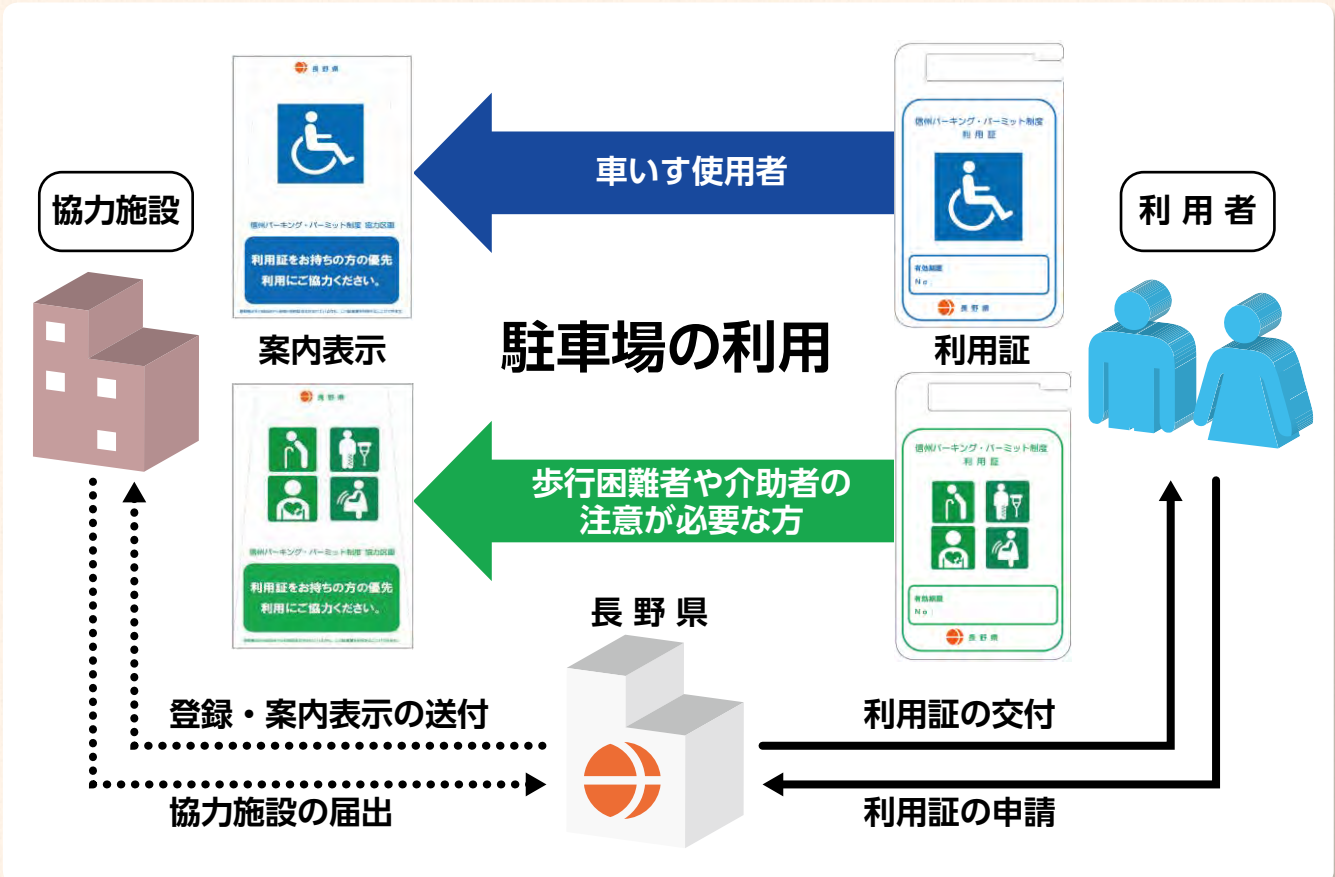 長野県
信州パーキング・パーミット制度 協力区画
利用証をお持ちの方の優先
利用にご協力ください。
案内表示
車いす使用者
信州パーキング・パーミット制度
利用証
有効期限
No.
長野県
利用証
協力施設
利用者
駐車場の利用
長野県
信州パーキング・パーミット制度 協力区画
利用証をお持ちの方の優先
利用にご協力ください。
歩行困難者や介助者の
注意が必要な方
信州パーキング・パーミット制度
利用証
有効期限
No.
長野県
長野県
登録・案内表示の送付
協力施設の届出
利用証の交付
利用証の申請